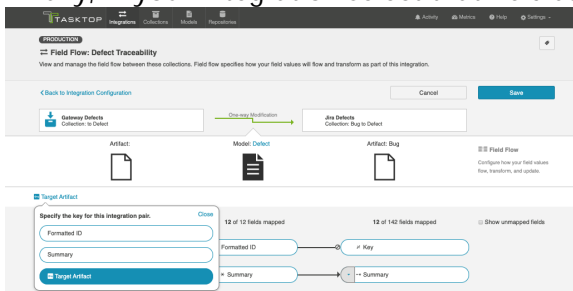 TASKTOP
Integrations
Collections
Models
Repositories
Activity
Metrics
Help
Settings
PRODUCTION
Field Flow: Defect Traceability
View and manage the field flow between these collections. Field flow specifies how your field values will flow and transform as part of this integration.
Back to Integration Configuration
Cancel
Save
Gateway Defects
Collection: to Defect
One-way Modification
Jira Defects
Collection: Bug to Defect
Artifact:
Model: Defect
Artifact: Bug
Field Flow
Configure how your field values
flow, transform, and update.
Target Artifact
Specify the key for this integration pair.
Close
Formatted ID
Summary
Target Artifact
12 of 12 fields mapped
12 of 142 fields mapped
Show unmapped fields
Formatted ID
Key
Summary
Summary